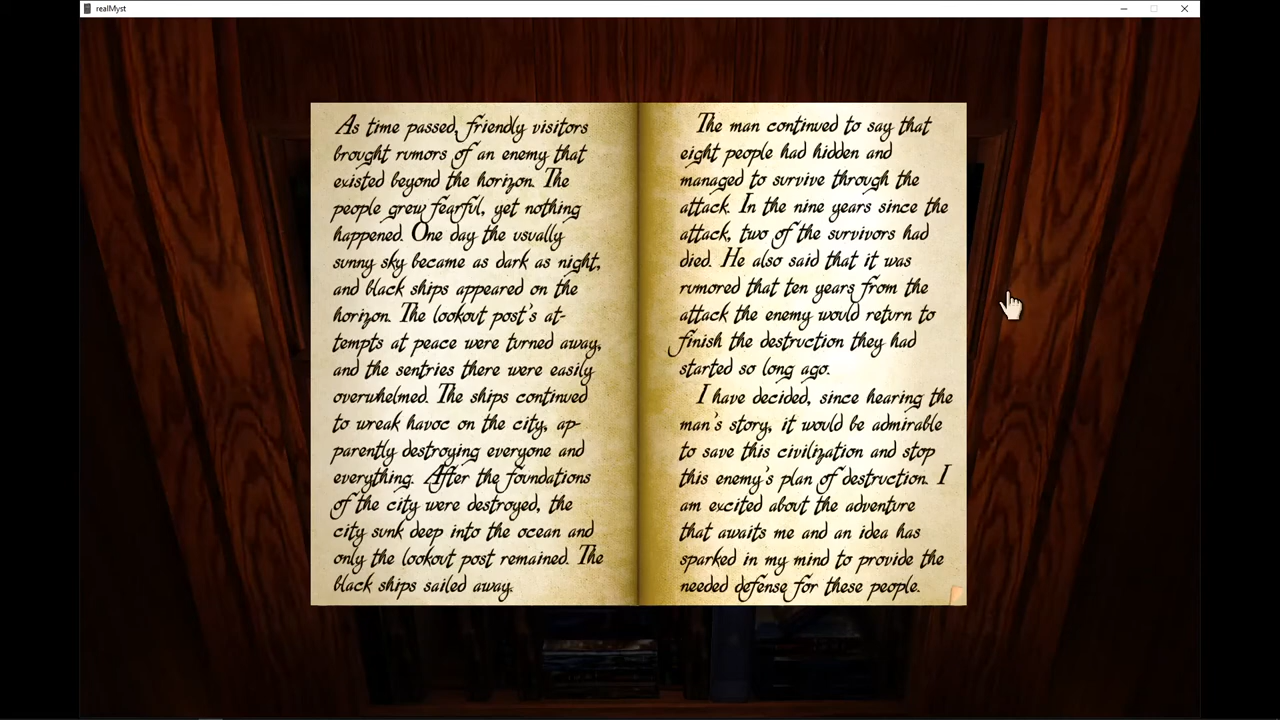 realMyst
As time passed, friendly visitors
brought rumors of an enemy that
existed beyond the horizon. The
people grew fearful, yet nothing
happened. One day the usually
sunny sky became as dark as night,
and black ships appeared on the
horizon. The lookout post's at-
tempts at peace were turned away,
and the sentries there were easily
overwhelmed. The ships continued
to wreak havoc on the city, ap-
parently destroying everyone and
everything. After the foundations
of the city were destroyed, the
city sunk deep into the ocean and
only the lookout post remained. The
black ships sailed away.
The man continued to say that
eight people had hidden and
managed to survive through the
attack. In the nine years since the
attack, two of the survivors had
died. He also said that it was
rumored that ten years from the
attack the enemy would return to
finish the destruction they had
started so long ago.
I have decided, since hearing the
man's story, it would be admirable
to save this civilization and stop
this enemy's plan of destruction. I
am excited about the adventure
that awaits me and an idea has
sparked in my mind to provide the
needed defense for these people.